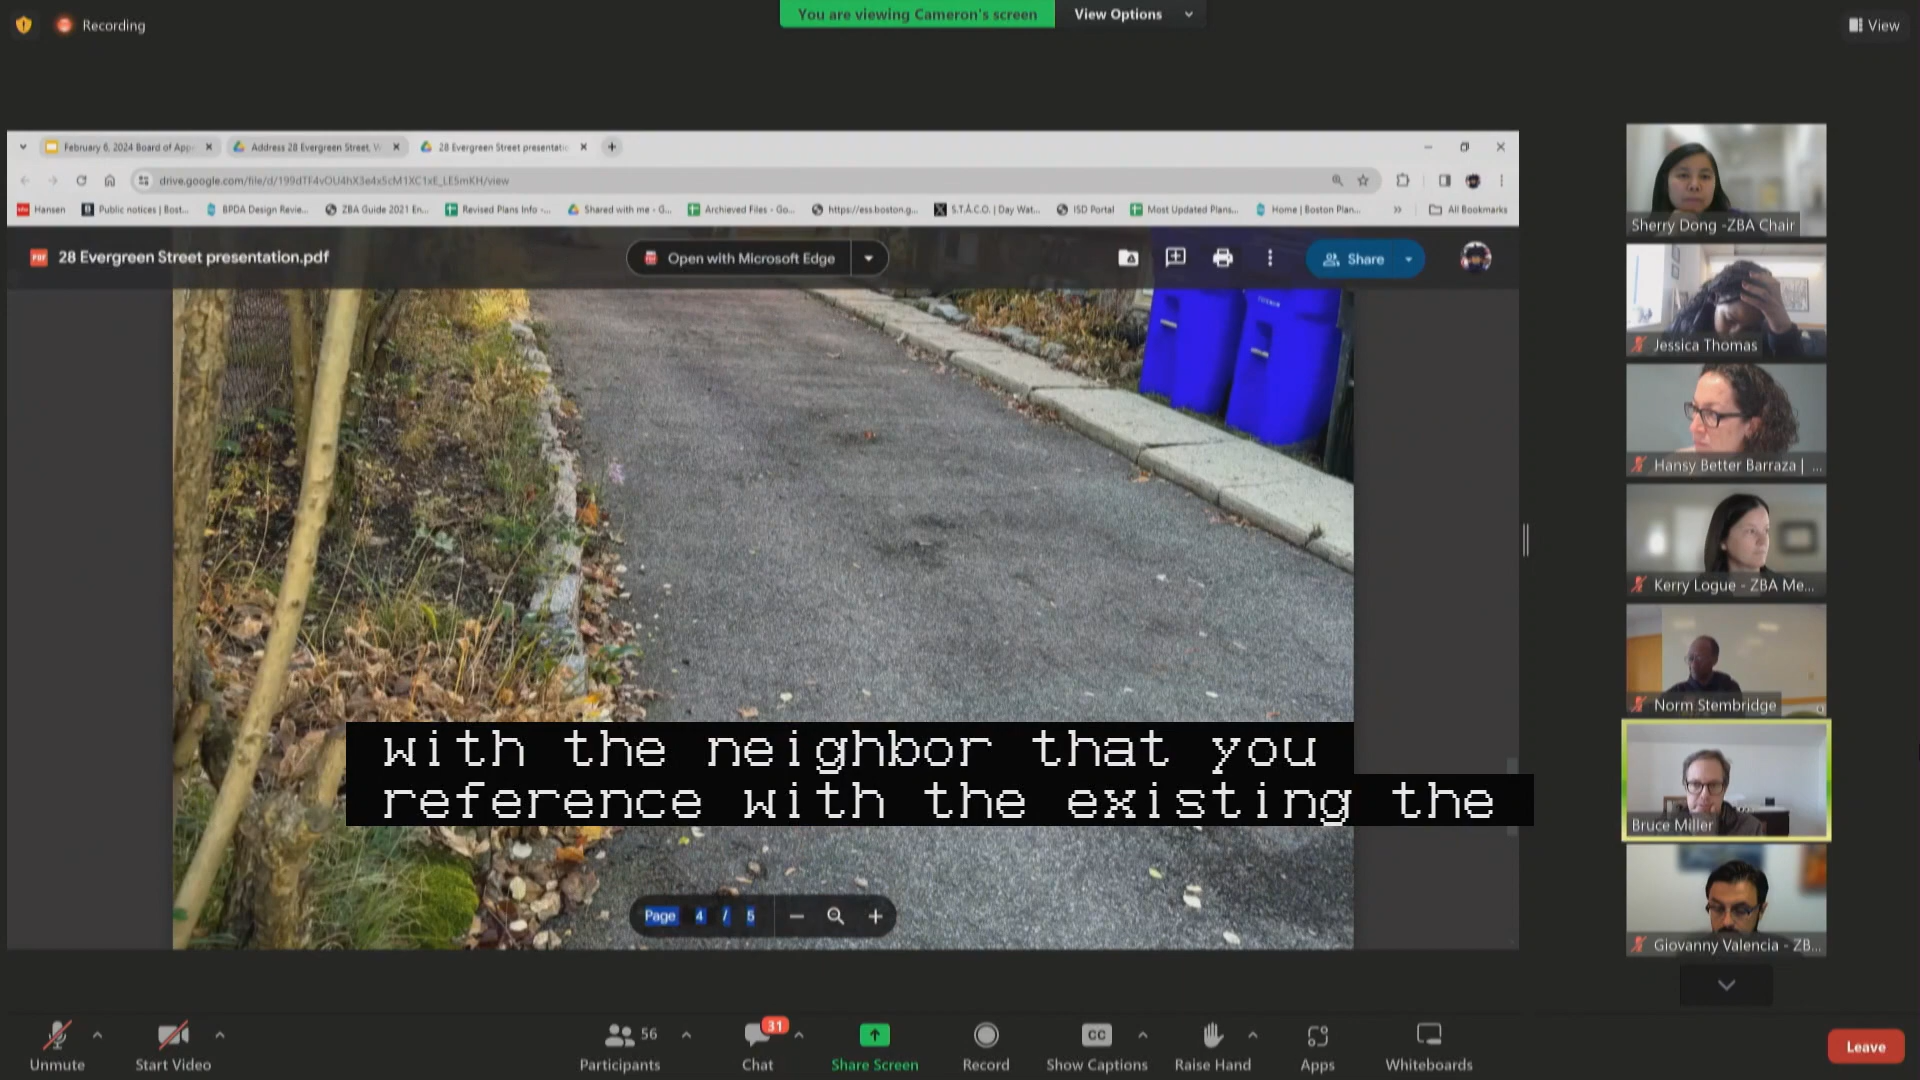 Recording
You are viewing Cameron's screen
View Options
View
February 6, 2024 Board of App
Address 28 Evergreen Street, W
28 Evergreen Street presentatio
drive.google.com/file/d/199dTF4vOU4hX3e4x5cM1XC1xE_LE5mKH/view
Hansen
Public notices | Bost...
BPDA Design Revie...
ZBA Guide 2021 En...
Revised Plans Info -...
Shared with me - G...
Archieved Files - Go...
https://ess.boston.g...
S.T.Á.C.O. | Day Wat...
ISD Portal
Most Updated Plans...
Home | Boston Plan...
All Bookmarks
PDF
28 Evergreen Street presentation.pdf
Open with Microsoft Edge
Share
with the neighbor that you
reference with the existing the
Page 4 / 5
Sherry Dong -ZBA Chair
Jessica Thomas
Hansy Better Barraza | ...
Kerry Logue - ZBA Me...
Norm Stembridge
Bruce Miller
Giovanny Valencia - ZB...
Unmute
Start Video
56
Participants
31
Chat
Share Screen
Record
CC
Show Captions
Raise Hand
Apps
Whiteboards
Leave